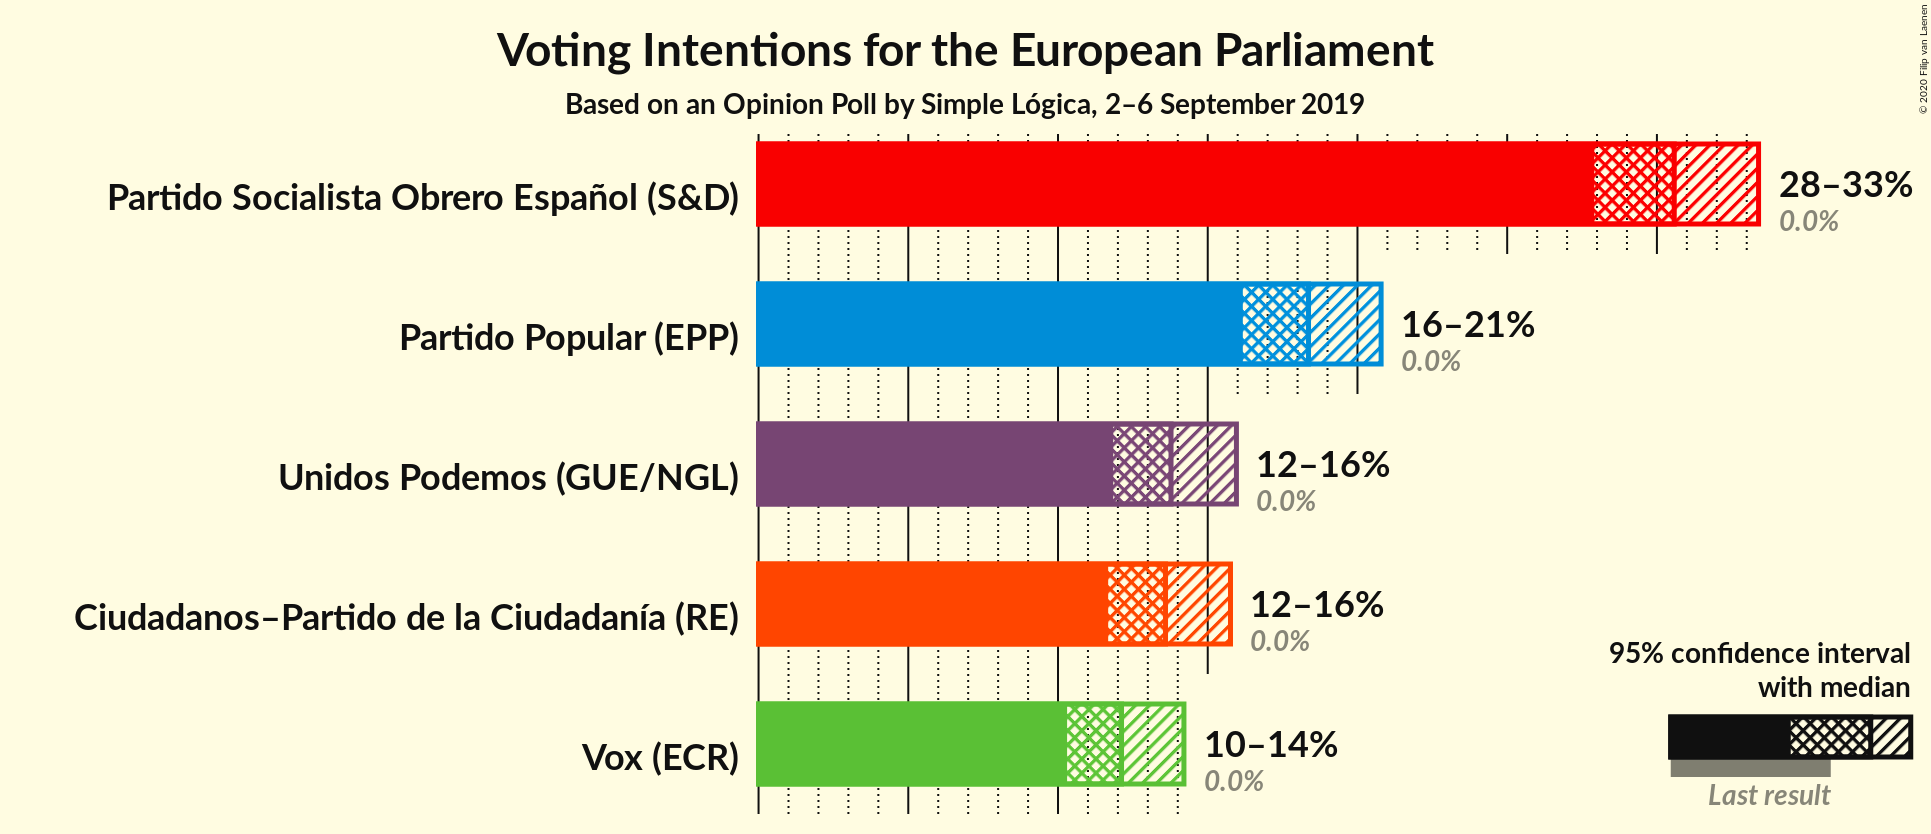 Voting Intentions for the European Parliament
Based on an Opinion Poll by Simple Lógica, 2–6 September 2019
© 2020 Filip van Laenen
Partido Socialista Obrero Español (S&D)
28–33%
0.0%
Partido Popular (EPP)
16–21%
0.0%
Unidos Podemos (GUE/NGL)
12–16%
0.0%
Ciudadanos–Partido de la Ciudadanía (RE)
12–16%
0.0%
Vox (ECR)
10–14%
0.0%
95% confidence interval
with median
Last result